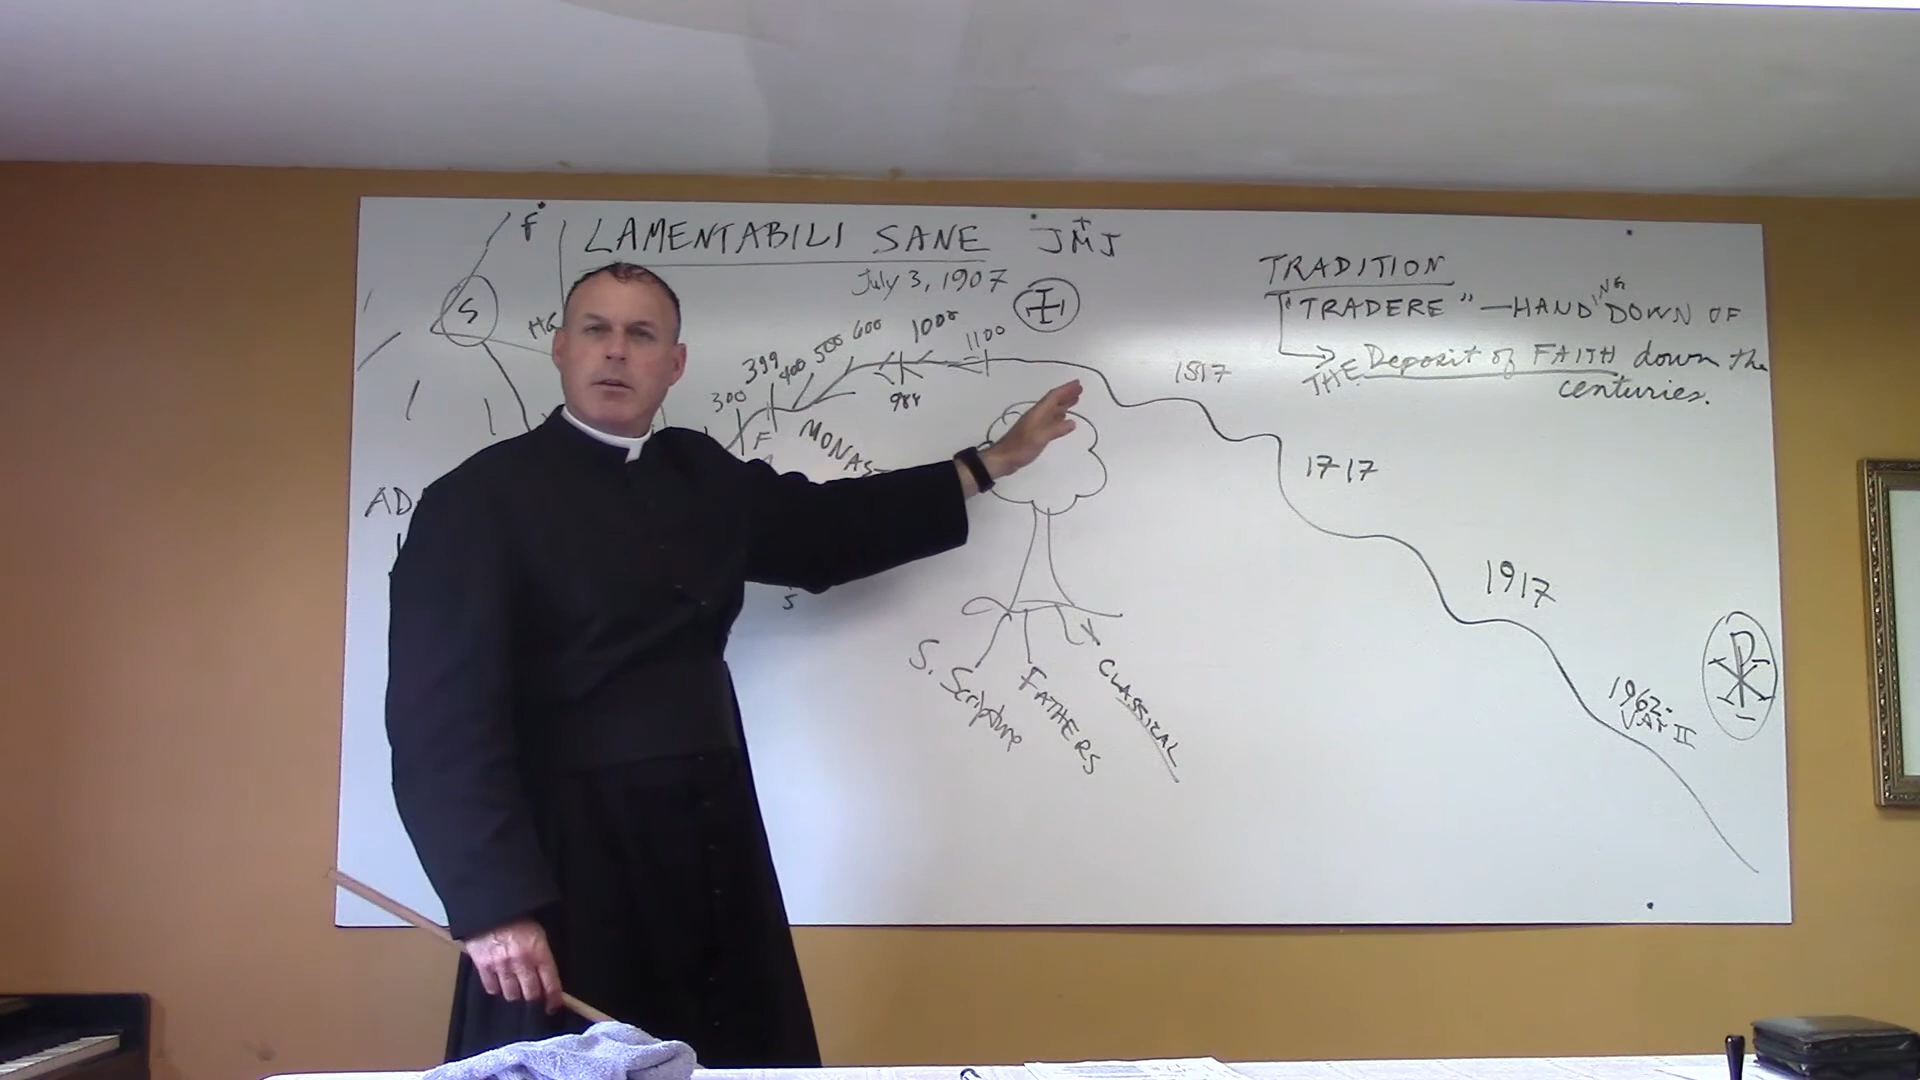 F
LAMENTABILI SANE JMJ
July 3, 1907
S
HG
TRADITION
"TRADERE" — HANDING DOWN OF
THE Deposit of FAITH down the
centuries.
300
399
400
500
600
1000
1100
984
F
MONAS
AD
S
1517
1717
1917
1962-
VAT II
S. Scripture
FATHERS
CLASSICAL